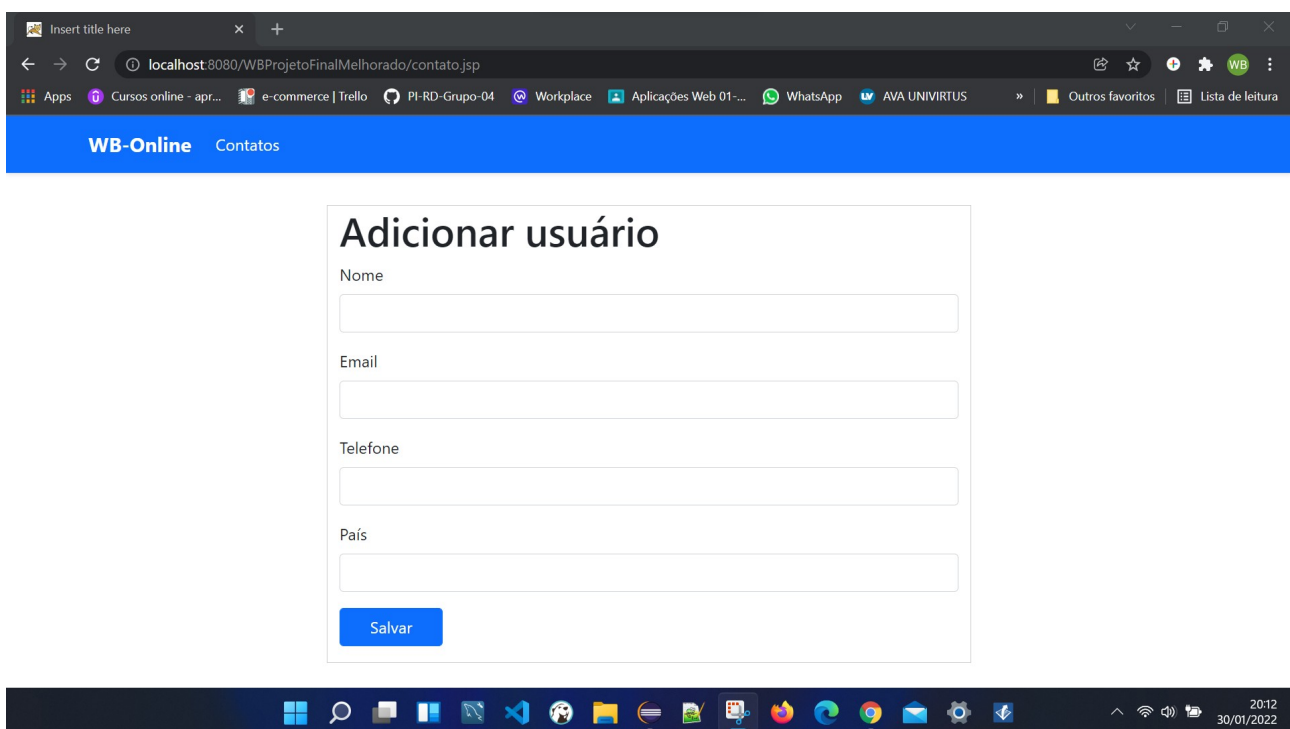 Insert title here
localhost:8080/WBProjetoFinalMelhorado/contato.jsp
WB
Apps Cursos online - apr... e-commerce | Trello PI-RD-Grupo-04 Workplace Aplicações Web 01-... WhatsApp AVA UNIVIRTUS » Outros favoritos Lista de leitura
WB-Online Contatos
Adicionar usuário
Nome
Email
Telefone
País
Salvar
20:12
30/01/2022